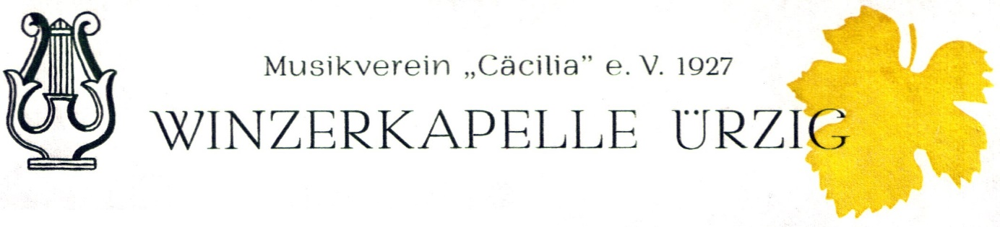 Musikverein „Cäcilia” e. V. 1927
WINZERKAPELLE ÜRZIG